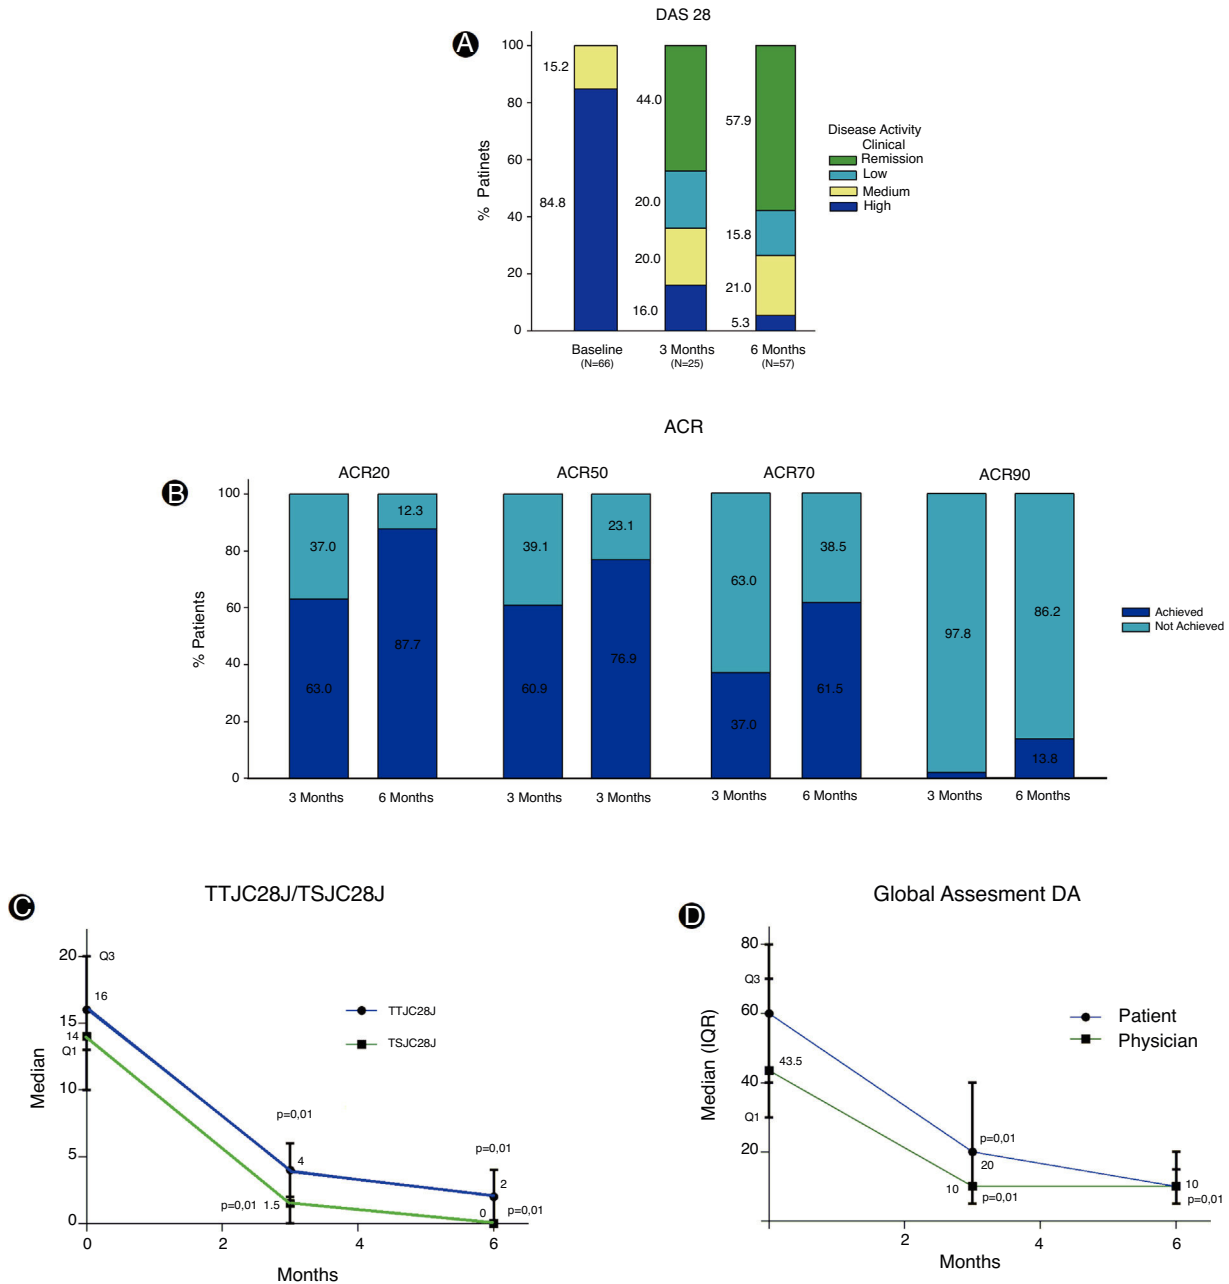 DAS 28
A
100
80
60
40
20
0
% Patinets
15.2
84.8
44.0
20.0
20.0
16.0
57.9
15.8
21.0
5.3
Baseline
(N=66)
3 Months
(N=25)
6 Months
(N=57)
Disease Activity
Clinical
Remission
Low
Medium
High
ACR
B
ACR20
ACR50
ACR70
ACR90
100
80
60
40
20
0
% Patients
37.0
63.0
12.3
87.7
39.1
60.9
23.1
76.9
63.0
37.0
38.5
61.5
97.8
86.2
13.8
3 Months
6 Months
3 Months
3 Months
3 Months
6 Months
3 Months
6 Months
Achieved
Not Achieved
C
TTJC28J/TSJC28J
Median
20
15
10
5
0
Q3
16
14
Q1
p=0,01
4
p=0,01 1.5
p=0,01
2
0
p=0,01
TTJC28J
TSJC28J
0
2
4
6
Months
D
Global Assesment DA
Median (IQR)
80
60
40
20
Q3
43.5
Q1
p=0,01
20
10
p=0,01
10
p=0,01
Patient
Physician
2
4
6
Months